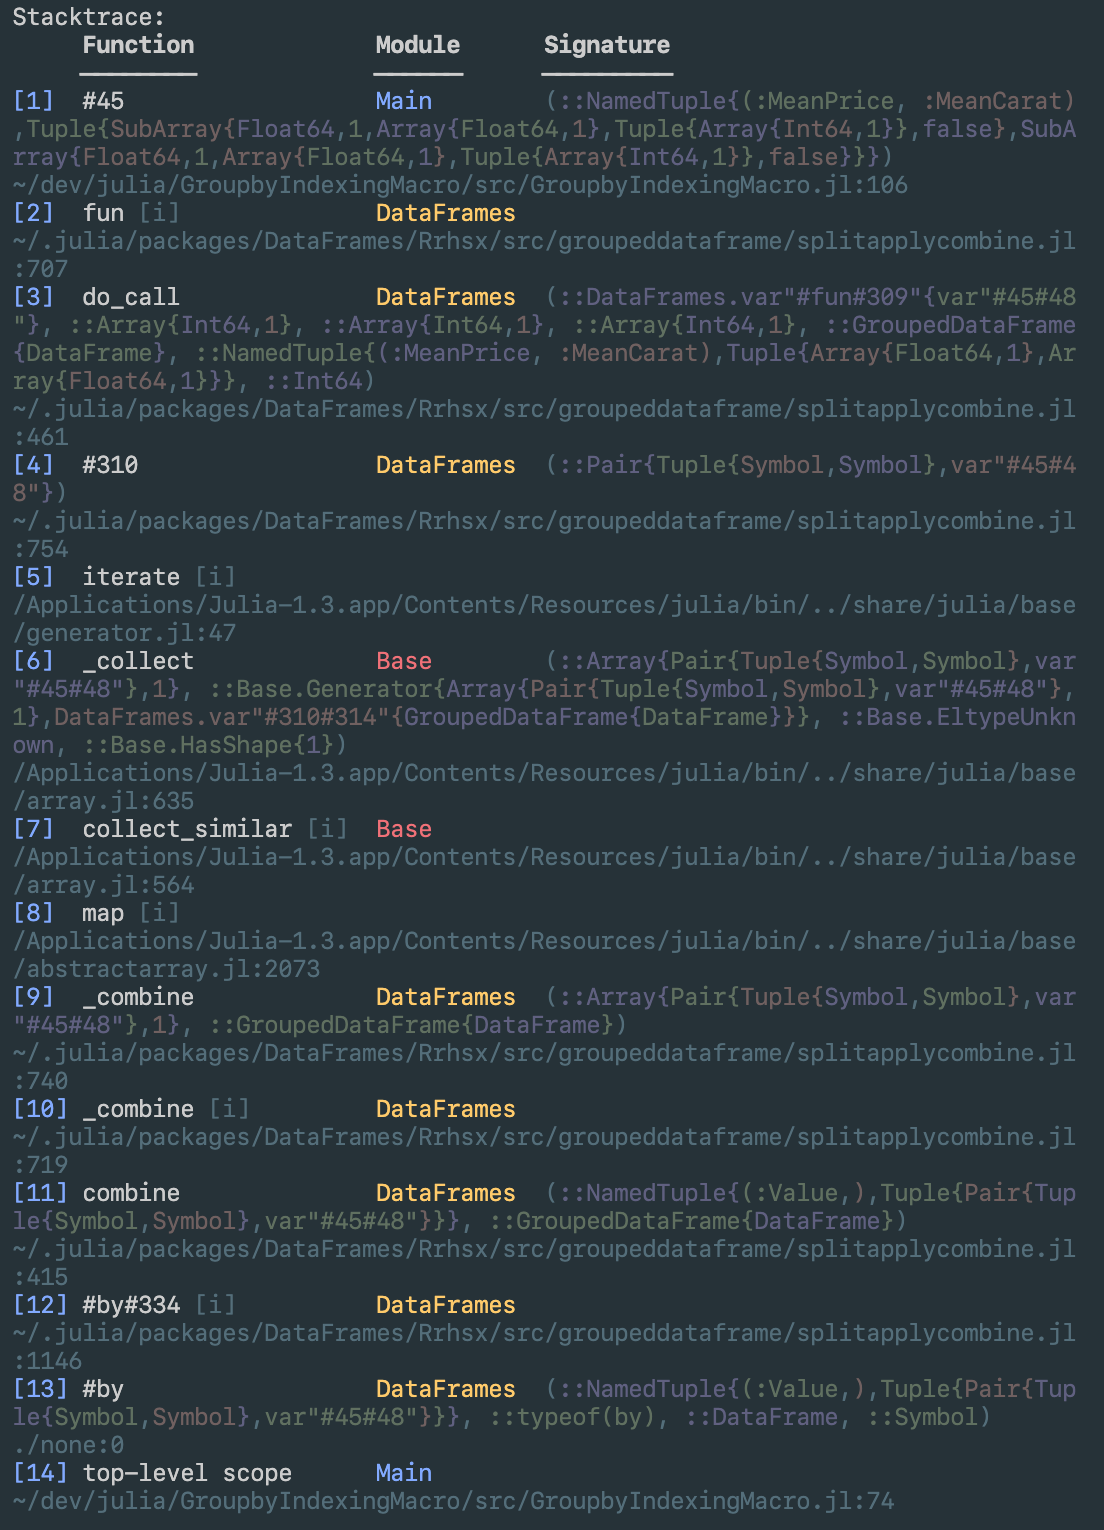 Stacktrace:
Function Module Signature
[1] #45 Main (::NamedTuple{(:MeanPrice, :MeanCarat)
,Tuple{SubArray{Float64,1,Array{Float64,1},Tuple{Array{Int64,1}},false},SubA
rray{Float64,1,Array{Float64,1},Tuple{Array{Int64,1}},false}}})
~/dev/julia/GroupbyIndexingMacro/src/GroupbyIndexingMacro.jl:106
[2] fun [i] DataFrames
~/.julia/packages/DataFrames/Rrhsx/src/groupeddataframe/splitapplycombine.jl
:707
[3] do_call DataFrames (::DataFrames.var"#fun#309"{var"#45#48
"}, ::Array{Int64,1}, ::Array{Int64,1}, ::Array{Int64,1}, ::GroupedDataFrame
{DataFrame}, ::NamedTuple{(:MeanPrice, :MeanCarat),Tuple{Array{Float64,1},Ar
ray{Float64,1}}}, ::Int64)
~/.julia/packages/DataFrames/Rrhsx/src/groupeddataframe/splitapplycombine.jl
:461
[4] #310 DataFrames (::Pair{Tuple{Symbol,Symbol},var"#45#4
8"})
~/.julia/packages/DataFrames/Rrhsx/src/groupeddataframe/splitapplycombine.jl
:754
[5] iterate [i]
/Applications/Julia-1.3.app/Contents/Resources/julia/bin/../share/julia/base
/generator.jl:47
[6] _collect Base (::Array{Pair{Tuple{Symbol,Symbol},var
"#45#48"},1}, ::Base.Generator{Array{Pair{Tuple{Symbol,Symbol},var"#45#48"},
1},DataFrames.var"#310#314"{GroupedDataFrame{DataFrame}}}, ::Base.EltypeUnkn
own, ::Base.HasShape{1})
/Applications/Julia-1.3.app/Contents/Resources/julia/bin/../share/julia/base
/array.jl:635
[7] collect_similar [i] Base
/Applications/Julia-1.3.app/Contents/Resources/julia/bin/../share/julia/base
/array.jl:564
[8] map [i]
/Applications/Julia-1.3.app/Contents/Resources/julia/bin/../share/julia/base
/abstractarray.jl:2073
[9] _combine DataFrames (::Array{Pair{Tuple{Symbol,Symbol},var
"#45#48"},1}, ::GroupedDataFrame{DataFrame})
~/.julia/packages/DataFrames/Rrhsx/src/groupeddataframe/splitapplycombine.jl
:740
[10] _combine [i] DataFrames
~/.julia/packages/DataFrames/Rrhsx/src/groupeddataframe/splitapplycombine.jl
:719
[11] combine DataFrames (::NamedTuple{(:Value,),Tuple{Pair{Tup
le{Symbol,Symbol},var"#45#48"}}}, ::GroupedDataFrame{DataFrame})
~/.julia/packages/DataFrames/Rrhsx/src/groupeddataframe/splitapplycombine.jl
:415
[12] #by#334 [i] DataFrames
~/.julia/packages/DataFrames/Rrhsx/src/groupeddataframe/splitapplycombine.jl
:1146
[13] #by DataFrames (::NamedTuple{(:Value,),Tuple{Pair{Tup
le{Symbol,Symbol},var"#45#48"}}}, ::typeof(by), ::DataFrame, ::Symbol)
./none:0
[14] top-level scope Main
~/dev/julia/GroupbyIndexingMacro/src/GroupbyIndexingMacro.jl:74